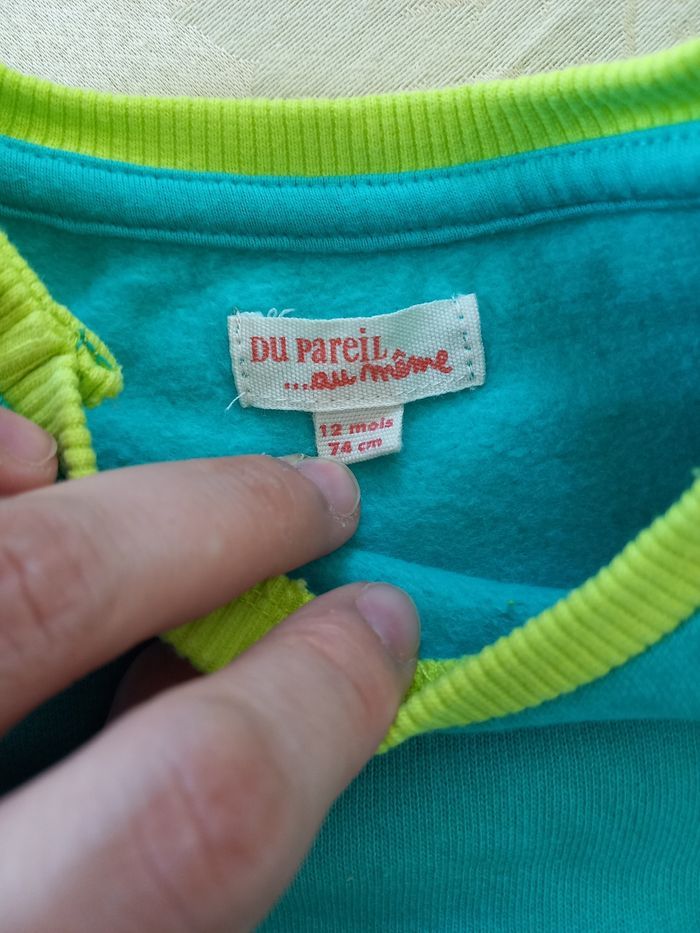 DU PareiL
...au même
12 mois
74 cm